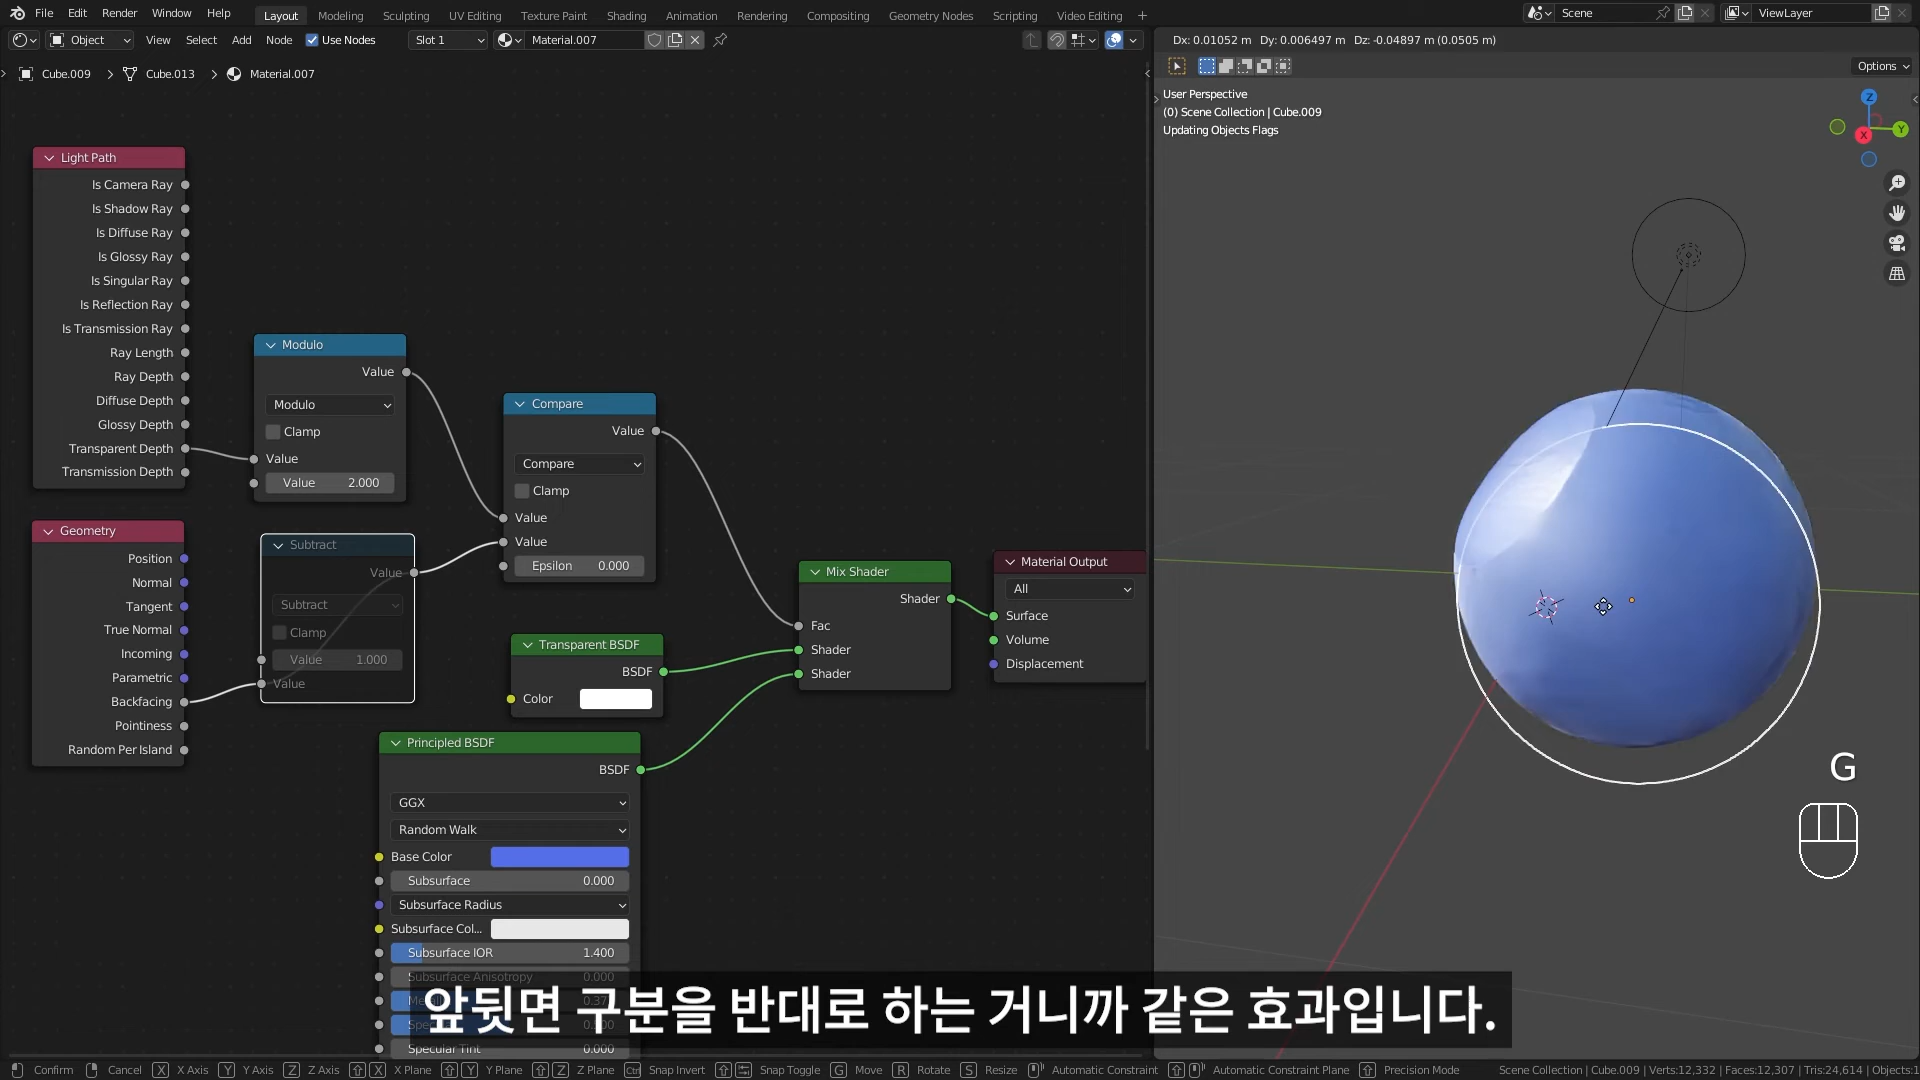 File Edit Render Window Help Layout Modeling Sculpting UV Editing Texture Paint Shading Animation Rendering Compositing Geometry Nodes Scripting Video Editing + Scene ViewLayer
Object View Select Add Node Use Nodes Slot 1 Material.007 Dx: 0.01052 m Dy: 0.006497 m Dz: -0.04897 m (0.0505 m)
Cube.009 > Cube.013 > Material.007
Options
User Perspective
(0) Scene Collection | Cube.009
Updating Objects Flags
Z
Y
X
Light Path
Is Camera Ray
Is Shadow Ray
Is Diffuse Ray
Is Glossy Ray
Is Singular Ray
Is Reflection Ray
Is Transmission Ray
Ray Length
Ray Depth
Diffuse Depth
Glossy Depth
Transparent Depth
Transmission Depth
Modulo
Value
Modulo
Clamp
Value
Value 2.000
Compare
Value
Compare
Clamp
Value
Value
Epsilon 0.000
Geometry
Position
Normal
Tangent
True Normal
Incoming
Parametric
Backfacing
Pointiness
Random Per Island
Subtract
Value
Subtract
Clamp
Value 1.000
Value
Transparent BSDF
BSDF
Color
Mix Shader
Shader
Fac
Shader
Shader
Material Output
All
Surface
Volume
Displacement
Principled BSDF
BSDF
GGX
Random Walk
Base Color
Subsurface 0.000
Subsurface Radius
Subsurface Col...
Subsurface IOR 1.400
Subsurface Anisotropy 0.000
Specular Tint 0.000
G
앞뒷면 구분을 반대로 하는 거니까 같은 효과입니다.
Confirm Cancel X X Axis Y Y Axis Z Z Axis X X Plane Y Y Plane Z Z Plane Ctrl Snap Invert Snap Toggle G Move R Rotate S Resize Automatic Constraint Automatic Constraint Plane Precision Mode Scene Collection | Cube.009 | Verts:12,332 | Faces:12,307 | Tris:24,614 | Objects:1